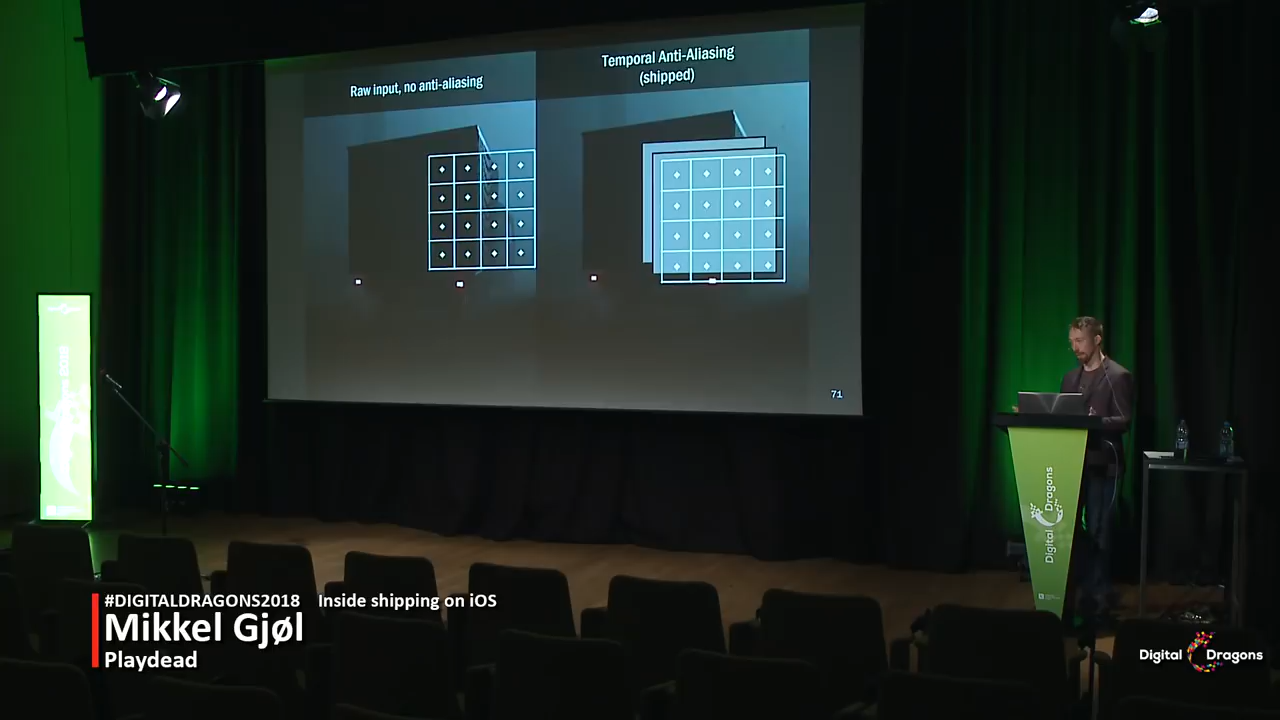 Raw input, no anti-aliasing
Temporal Anti-Aliasing
(shipped)
71
Digital Dragons
#DIGITALDRAGONS2018 Inside shipping on iOS
Mikkel Gjøl
Playdead
Digital Dragons